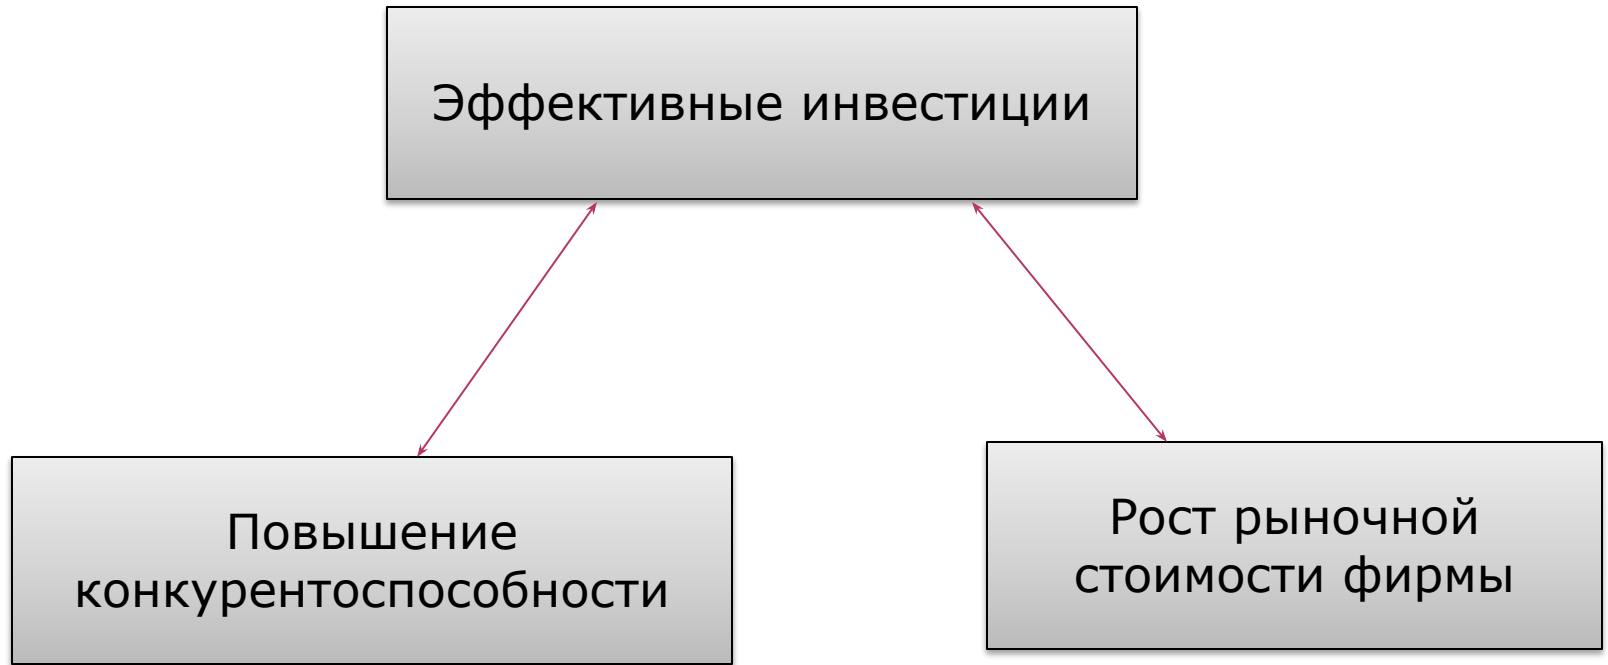 Эффективные инвестиции
Повышение
конкурентоспособности
Рост рыночной
стоимости фирмы